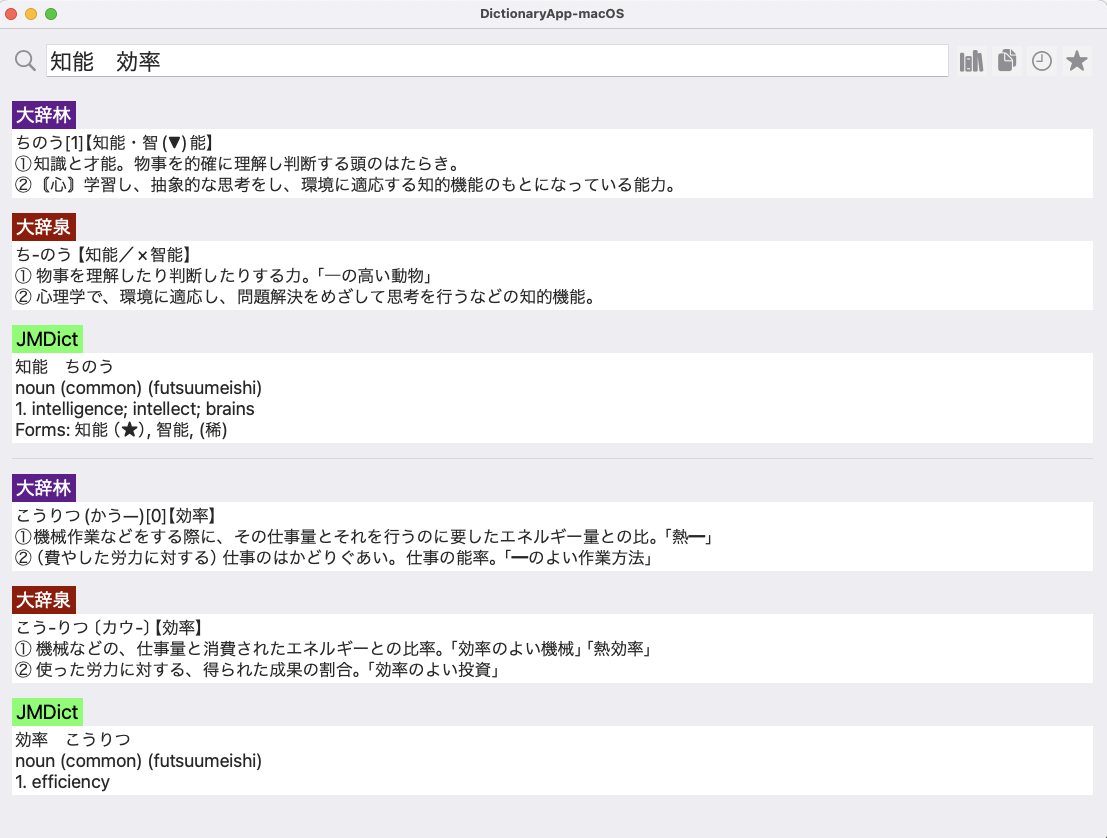 DictionaryApp-macOS
知能　効率
大辞林
ちのう[1]【知能・智(▼)能】
①知識と才能。物事を的確に理解し判断する頭のはたらき。
②〘心〙学習し、抽象的な思考をし、環境に適応する知的機能のもとになっている能力。
大辞泉
ち-のう【知能／×智能】
① 物事を理解したり判断したりする力。「―の高い動物」
② 心理学で、環境に適応し、問題解決をめざして思考を行うなどの知的機能。
JMDict
知能　ちのう
noun (common) (futsuumeishi)
1. intelligence; intellect; brains
Forms: 知能（★）, 智能, (稀)
大辞林
こうりつ(かう―)[0]【効率】
①機械作業などをする際に、その仕事量とそれを行うのに要したエネルギー量との比。「熱━」
②（費やした労力に対する）仕事のはかどりぐあい。仕事の能率。「━のよい作業方法」
大辞泉
こう-りつ〔カウ-〕【効率】
① 機械などの、仕事量と消費されたエネルギーとの比率。「効率のよい機械」「熱効率」
② 使った労力に対する、得られた成果の割合。「効率のよい投資」
JMDict
効率　こうりつ
noun (common) (futsuumeishi)
1. efficiency